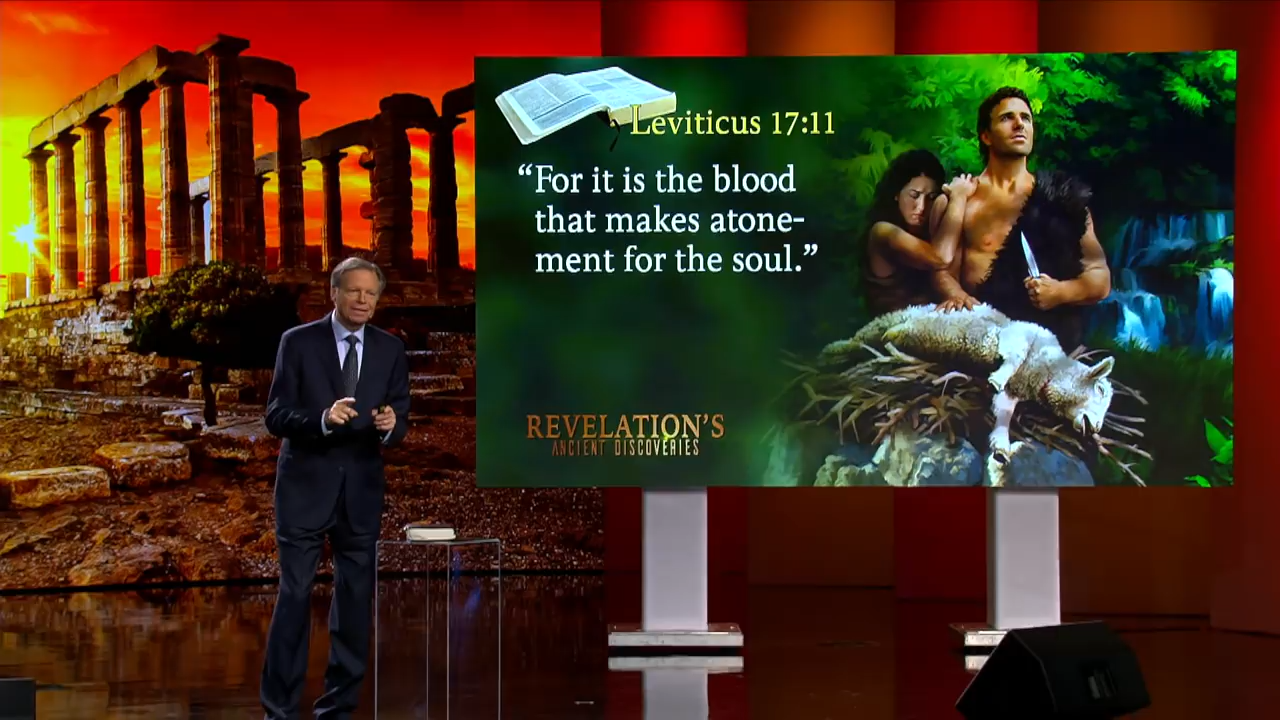 Leviticus 17:11
“For it is the blood
that makes atone-
ment for the soul.”
REVELATION'S
ANCIENT DISCOVERIES